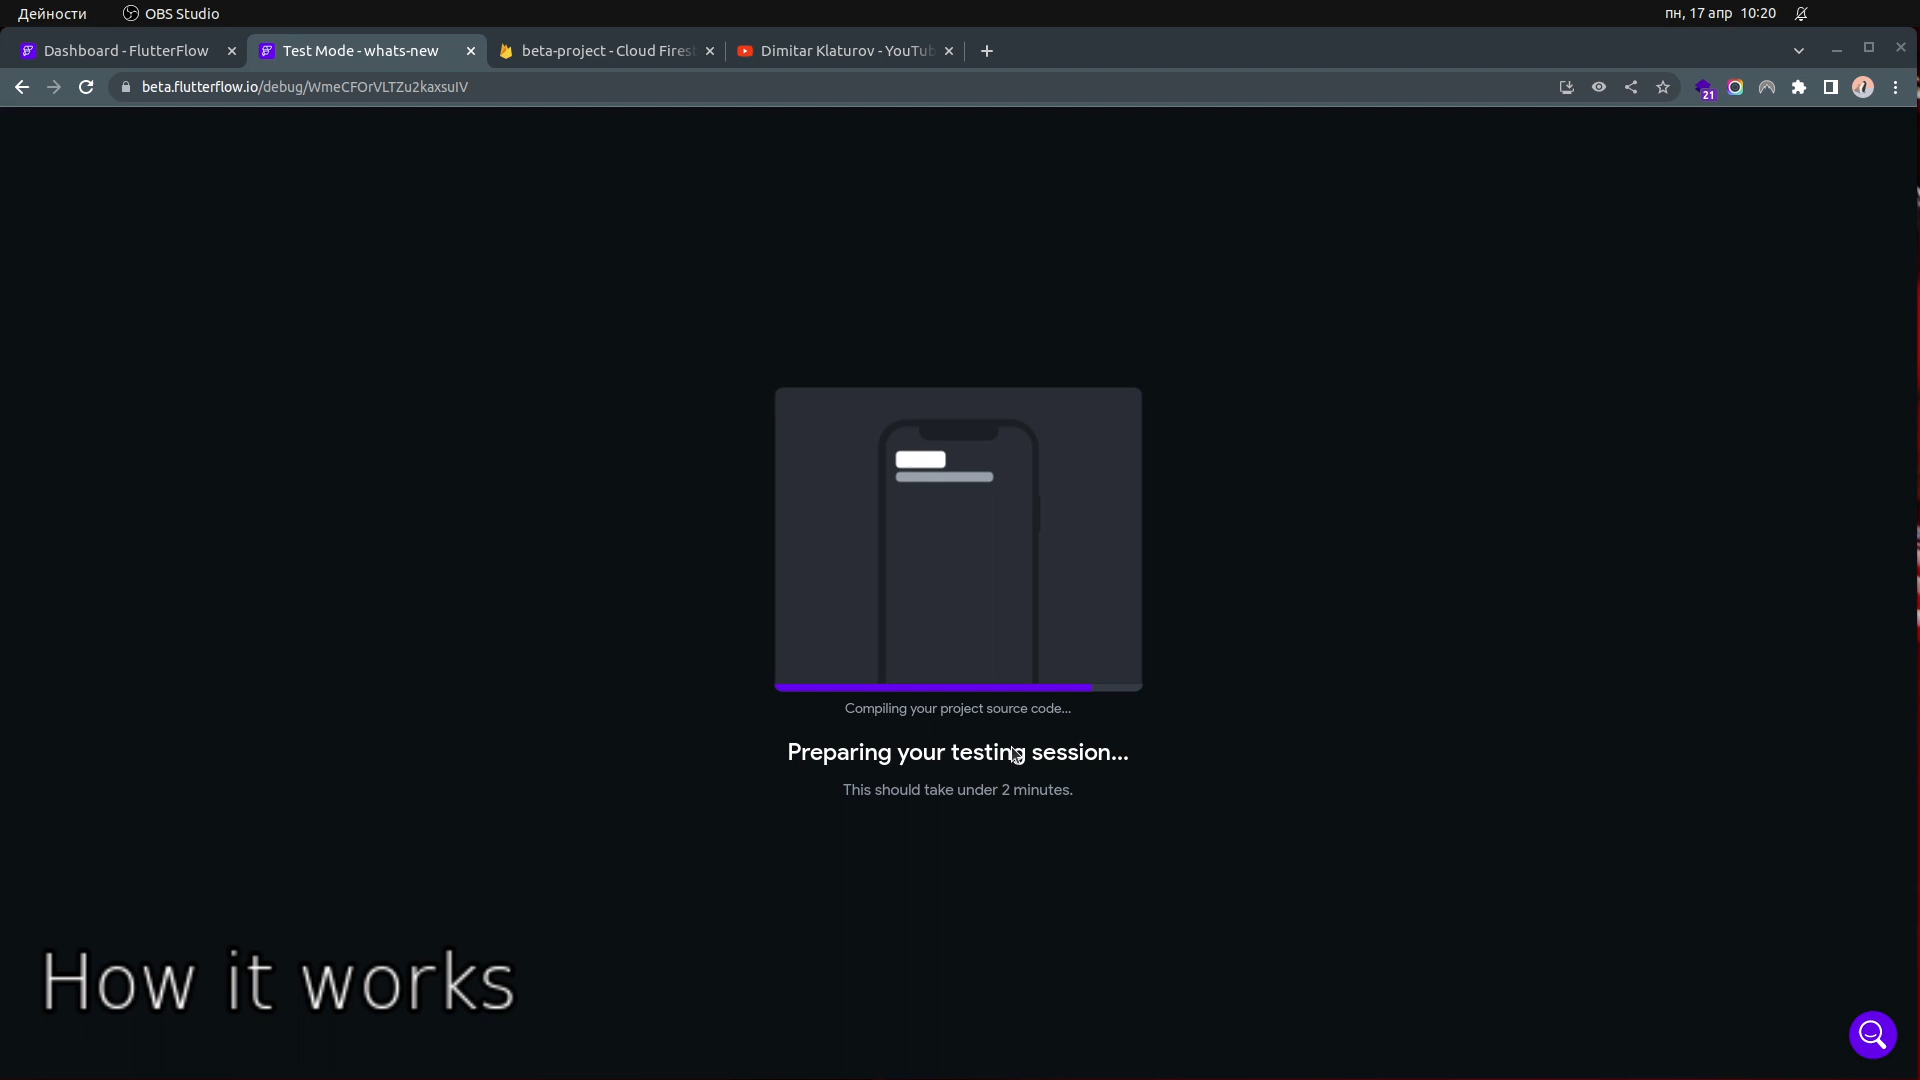 Дейности
OBS Studio
пн, 17 апр 10:20
Dashboard - FlutterFlow
Test Mode - whats-new
beta-project - Cloud Firest
Dimitar Klaturov - YouTub
beta.flutterflow.io/debug/WmeCFOrVLTZu2kaxsuIV
21
Compiling your project source code...
Preparing your testing session...
This should take under 2 minutes.
How it works